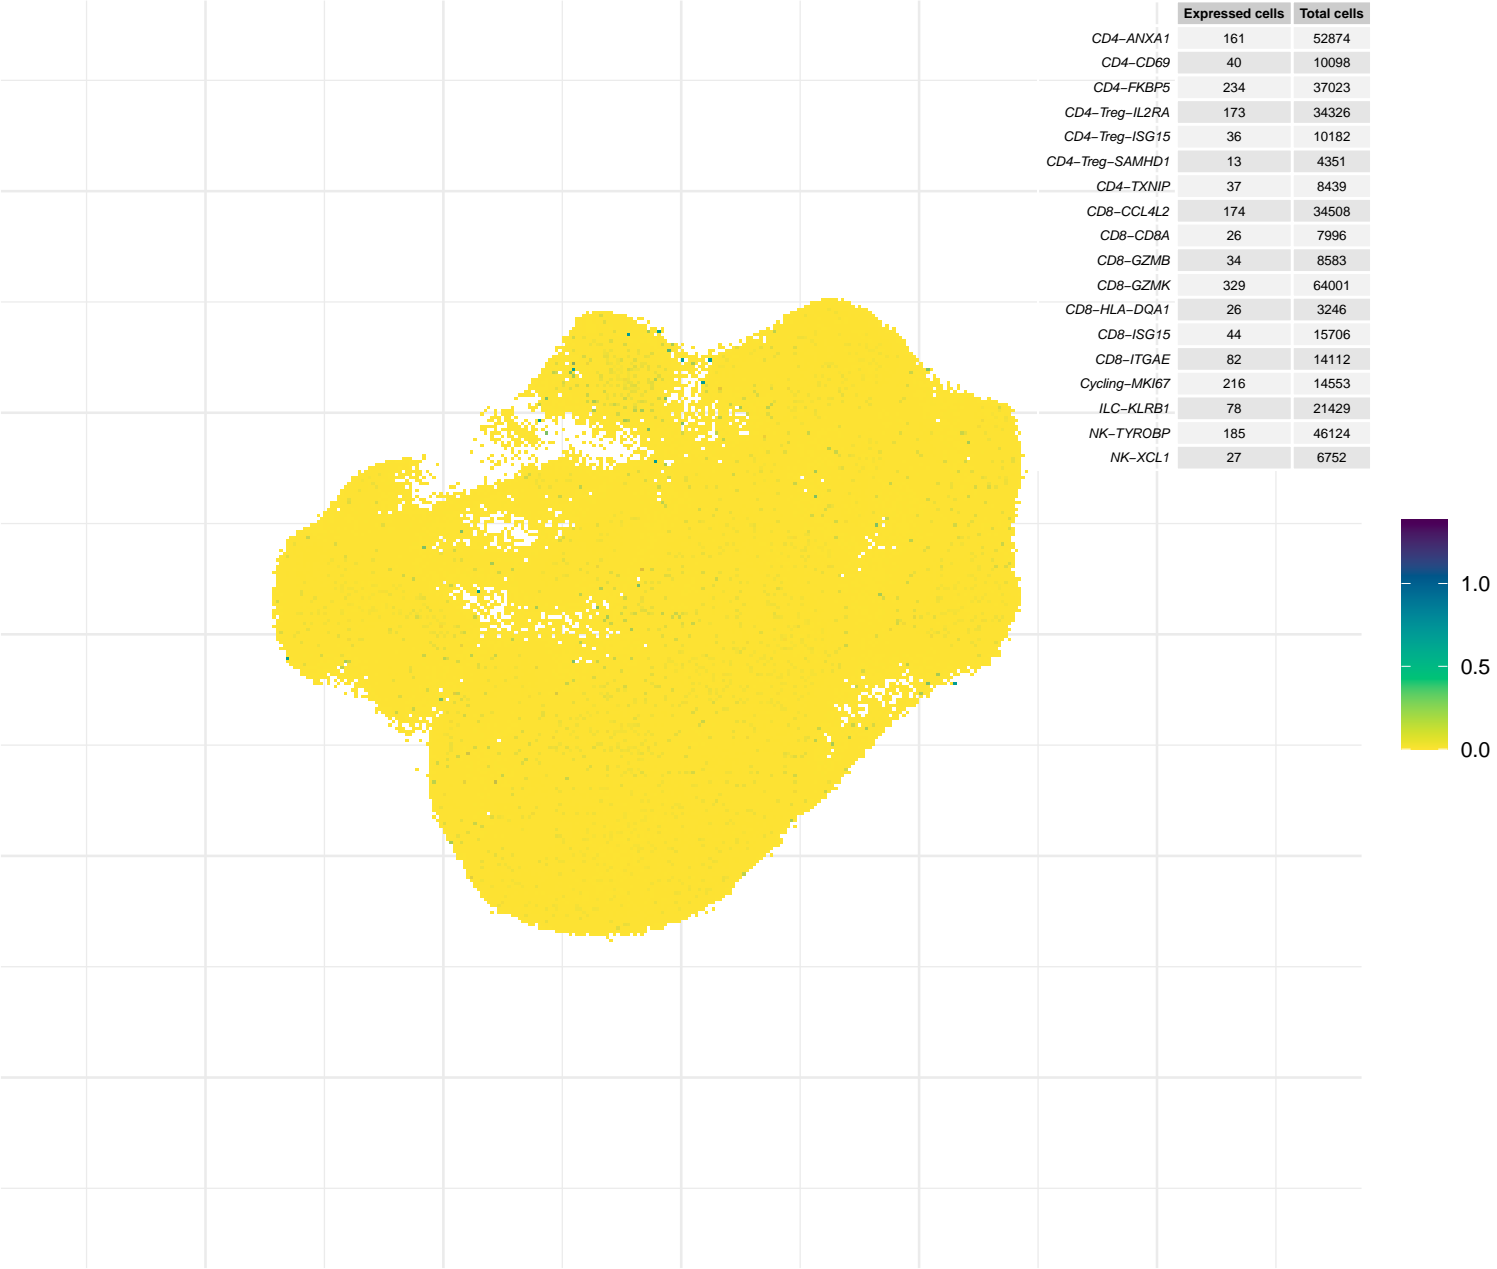 Expressed cells Total cells
CD4−ANXA1 161 52874
CD4−CD69 40 10098
CD4−FKBP5 234 37023
CD4−Treg−IL2RA 173 34326
CD4−Treg−ISG15 36 10182
CD4−Treg−SAMHD1 13 4351
CD4−TXNIP 37 8439
CD8−CCL4L2 174 34508
CD8−CD8A 26 7996
CD8−GZMB 34 8583
CD8−GZMK 329 64001
CD8−HLA−DQA1 26 3246
CD8−ISG15 44 15706
CD8−ITGAE 82 14112
Cycling−MKI67 216 14553
ILC−KLRB1 78 21429
NK−TYROBP 185 46124
NK−XCL1 27 6752
1.0
0.5
0.0